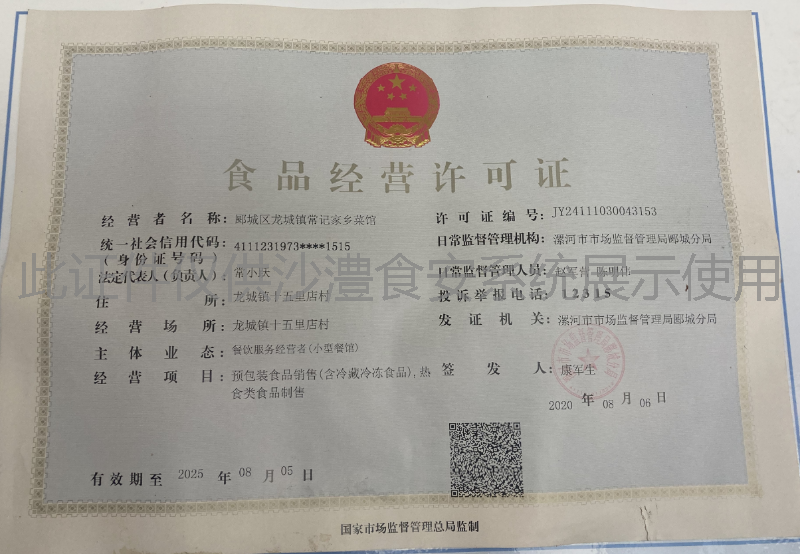 食品经营许可证
经营者名称: 郾城区龙城镇常记家乡菜馆
统一社会信用代码: 4111231973****1515
(身份证号码)
法定代表人(负责人): 常小天
住所: 龙城镇十五里店村
经营场所: 龙城镇十五里店村
主体业态: 餐饮服务经营者(小型餐馆)
经营项目: 预包装食品销售(含冷藏冷冻食品),热
食类食品制售
有效期至 2025 年 08 月 05 日
许可证编号: JY24111030043153
日常监督管理机构: 漯河市市场监督管理局郾城分局
日常监督管理人员:
投诉举报电话: 12315
发证机关: 漯河市市场监督管理局郾城分局
签发人: 康军生
2020 年 08 月 06 日
此证件仅供沙澧食安系统展示使用
国家市场监督管理总局监制